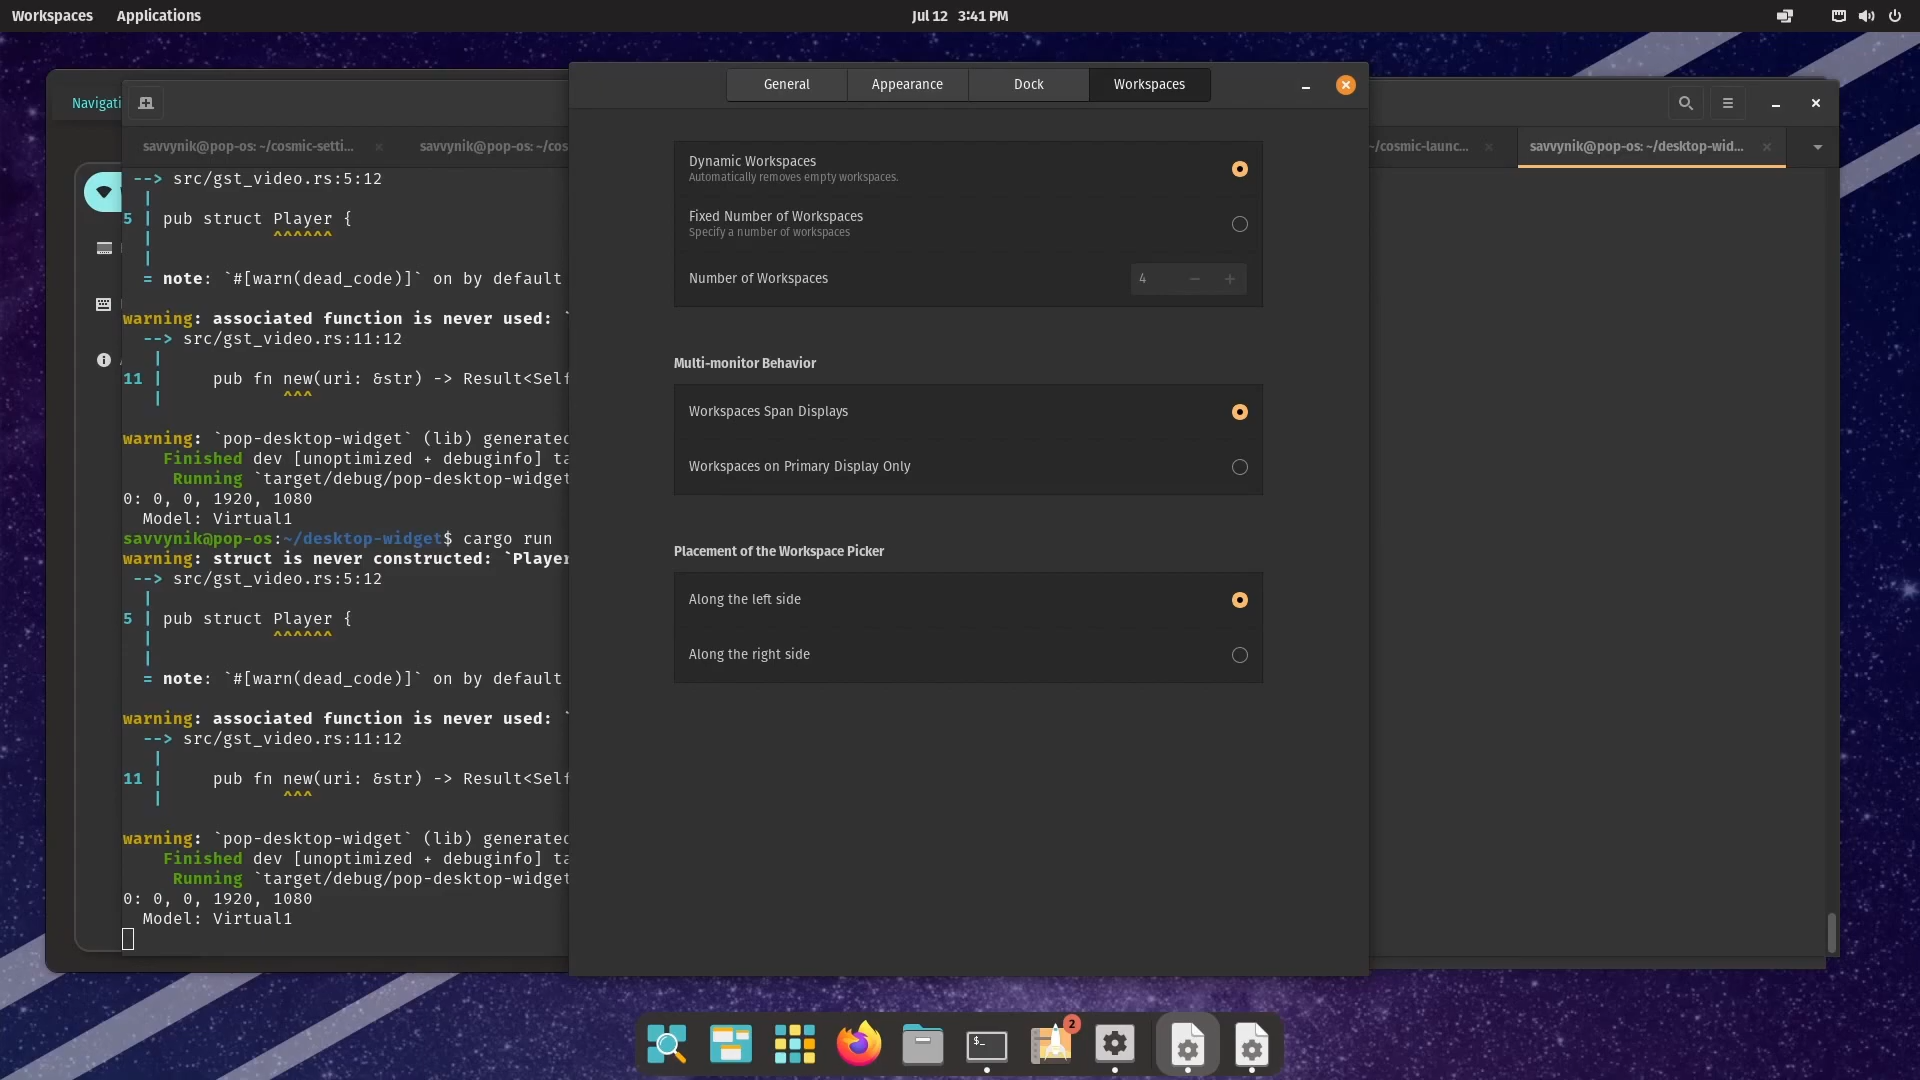 Workspaces Applications
Jul 12 3:41 PM
General Appearance Dock Workspaces
Navigati
savvynik@pop-os: ~/cosmic-setti...
savvynik@pop-os: ~/cos
~/cosmic-launc...
savvynik@pop-os: ~/desktop-wid...
--> src/gst_video.rs:5:12
|
5 | pub struct Player {
| ^^^^^^
|
= note: `#[warn(dead_code)]` on by default
warning: associated function is never used: `
--> src/gst_video.rs:11:12
|
11 | pub fn new(uri: &str) -> Result<Self
| ^^^
warning: `pop-desktop-widget` (lib) generated
Finished dev [unoptimized + debuginfo] ta
Running `target/debug/pop-desktop-widget
0: 0, 0, 1920, 1080
Model: Virtual1
savvynik@pop-os:~/desktop-widget$ cargo run
warning: struct is never constructed: `Player
--> src/gst_video.rs:5:12
|
5 | pub struct Player {
| ^^^^^^
|
= note: `#[warn(dead_code)]` on by default
warning: associated function is never used: `
--> src/gst_video.rs:11:12
|
11 | pub fn new(uri: &str) -> Result<Self
| ^^^
warning: `pop-desktop-widget` (lib) generated
Finished dev [unoptimized + debuginfo] ta
Running `target/debug/pop-desktop-widget
0: 0, 0, 1920, 1080
Model: Virtual1
Dynamic Workspaces
Automatically removes empty workspaces.
Fixed Number of Workspaces
Specify a number of workspaces
Number of Workspaces 4 − +
Multi-monitor Behavior
Workspaces Span Displays
Workspaces on Primary Display Only
Placement of the Workspace Picker
Along the left side
Along the right side
$_
2